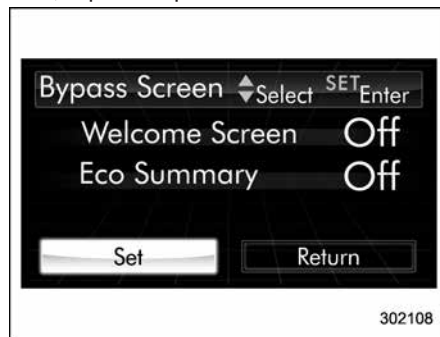 Bypass Screen Select SET Enter
Welcome Screen Off
Eco Summary Off
Set Return
302108